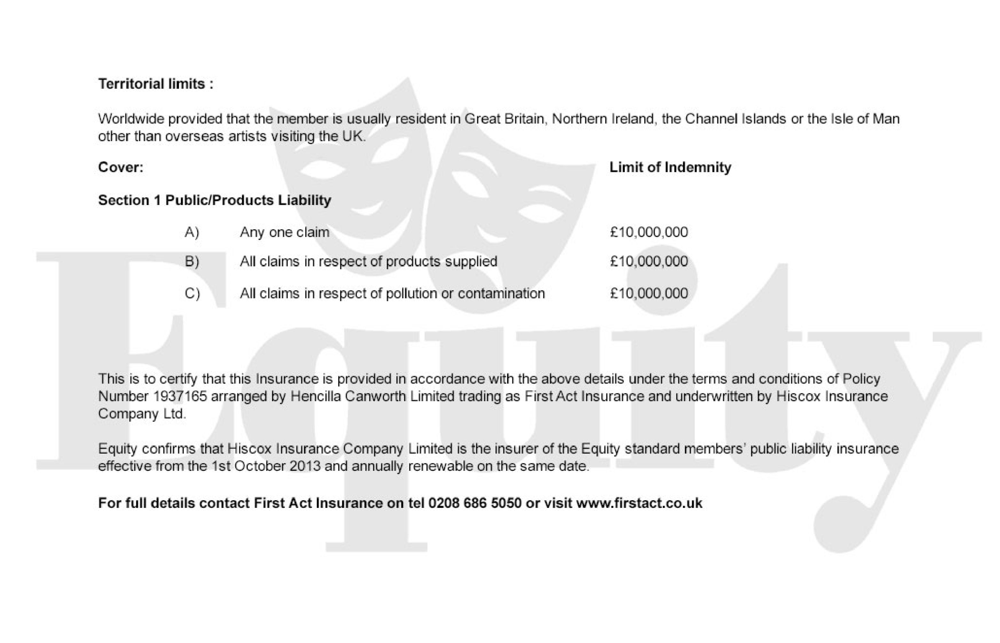 Territorial limits :
Worldwide provided that the member is usually resident in Great Britain, Northern Ireland, the Channel Islands or the Isle of Man
other than overseas artists visiting the UK.
Cover: Limit of Indemnity
Section 1 Public/Products Liability
A) Any one claim £10,000,000
B) All claims in respect of products supplied £10,000,000
C) All claims in respect of pollution or contamination £10,000,000
Equity
This is to certify that this Insurance is provided in accordance with the above details under the terms and conditions of Policy
Number 1937165 arranged by Hencilla Canworth Limited trading as First Act Insurance and underwritten by Hiscox Insurance
Company Ltd.
Equity confirms that Hiscox Insurance Company Limited is the insurer of the Equity standard members’ public liability insurance
effective from the 1st October 2013 and annually renewable on the same date.
For full details contact First Act Insurance on tel 0208 686 5050 or visit www.firstact.co.uk